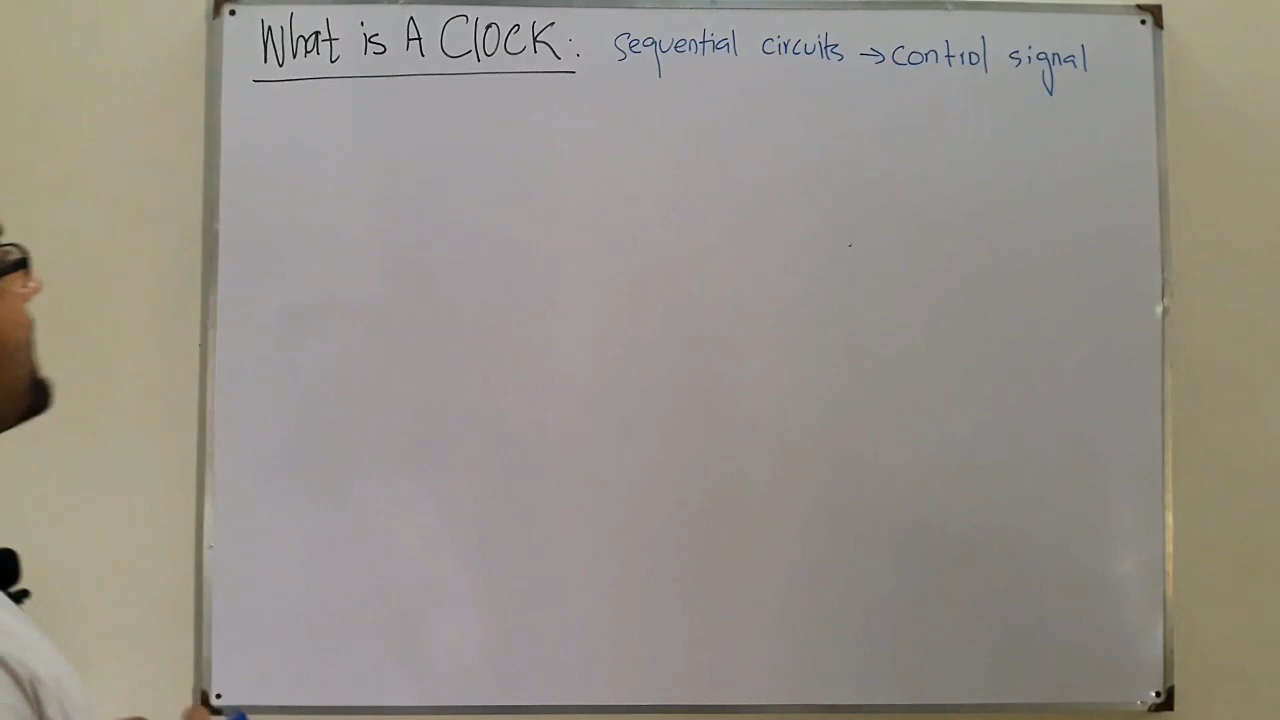 What is A ClOCK: sequential circuits → control signal